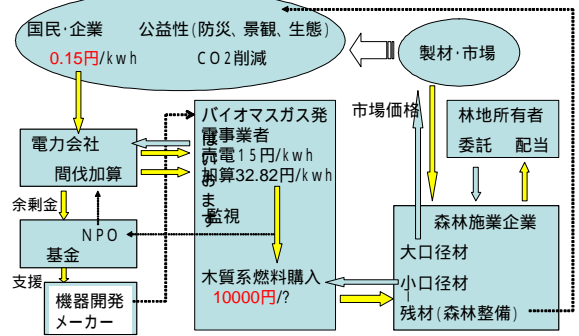 国民･企業
公益性(防災、景観、生態)
0.15円/kwh
CO2削減
製材･市場
市場価格
林地所有者
委託 配当
電力会社
間伐加算
バイオマスガス発
電事業者
売電15円/kwh
加算32.82円/kwh
監視
ばいおます
余剰金
NPO
基金
支援
機器開発
メーカー
木質系燃料購入
10000円/?
森林施業企業
大口径材
小口径材
残材(森林整備)